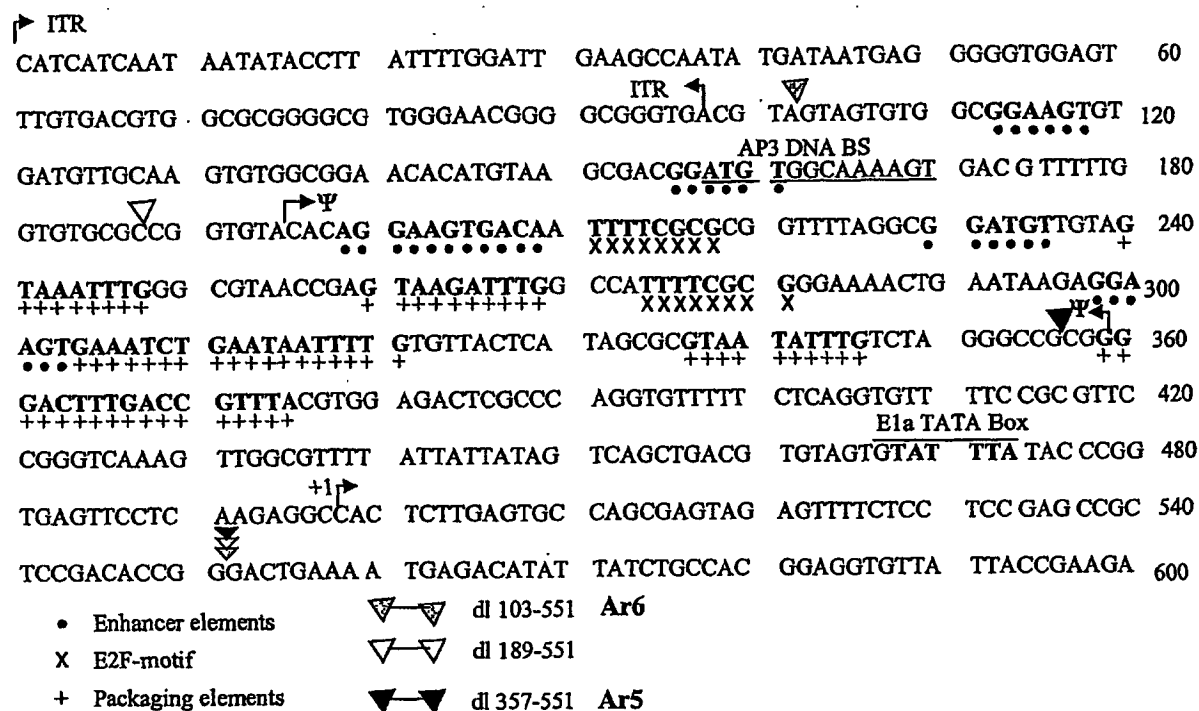 ITR
CATCATCAAT AATATACCTT ATTTTGGATT GAAGCCAATA TGATAATGAG GGGGTGGAGT 60
ITR
TTGTGACGTG GCGCGGGGCG TGGGAACGGG GCGGGTGACG TAGTAGTGTG GCGGAAGTGT 120
AP3 DNA BS
GATGTTGCAA GTGTGGCGGA ACACATGTAA GCGACGGATG TGGCAAAAGT GAC G TTTTTG 180
Ψ
GTGTGCGCCG GTGTACACAG GAAGTGACAA TTTTCGCGCG GTTTTAGGCG GATGTTGTAG 240
XXXXXXXX +
TAAATTTGGG CGTAACCGAG TAAGATTTGG CCATTTTCGC GGGAAAACTG AATAAGAGGA 300
++++++++ + +++++++++ XXXXXXX X
Ψ
AGTGAAATCT GAATAATTTT GTGTTACTCA TAGCGCGTAA TATTTGTCTA GGGCCGCGGG 360
+++++++ ++++++++++ + ++++ ++++++ ++
GACTTTGACC GTTTACGTGG AGACTCGCCC AGGTGTTTTT CTCAGGTGTT TTC CGC GTTC 420
++++++++++ +++++
E1a TATA Box
CGGGTCAAAG TTGGCGTTTT ATTATTATAG TCAGCTGACG TGTAGTGTAT TTA TAC CCGG 480
+1
TGAGTTCCTC AAGAGGCCAC TCTTGAGTGC CAGCGAGTAG AGTTTTCTCC TCC GAG CCGC 540
TCCGACACCG GGACTGAAAA TGAGACATAT TATCTGCCAC GGAGGTGTTA TTACCGAAGA 600
• Enhancer elements dl 103-551 Ar6
X E2F-motif dl 189-551
+ Packaging elements dl 357-551 Ar5